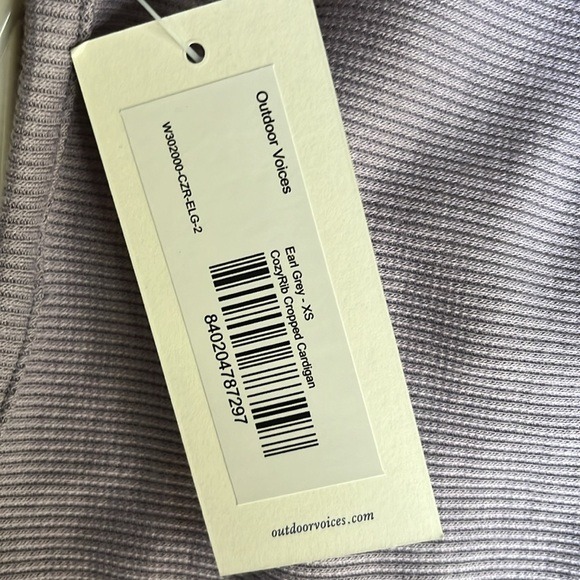 Outdoor Voices
W302000-CZR-ELG-2
Earl Grey - XS
CozyRib Cropped Cardigan
840204787297
outdoorvoices.com